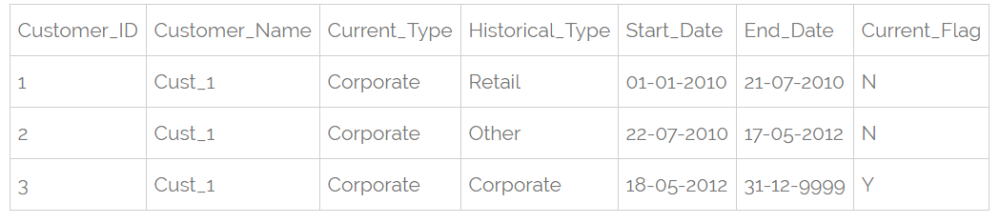 Customer_ID Customer_Name Current_Type Historical_Type Start_Date End_Date Current_Flag
1 Cust_1 Corporate Retail 01-01-2010 21-07-2010 N
2 Cust_1 Corporate Other 22-07-2010 17-05-2012 N
3 Cust_1 Corporate Corporate 18-05-2012 31-12-9999 Y